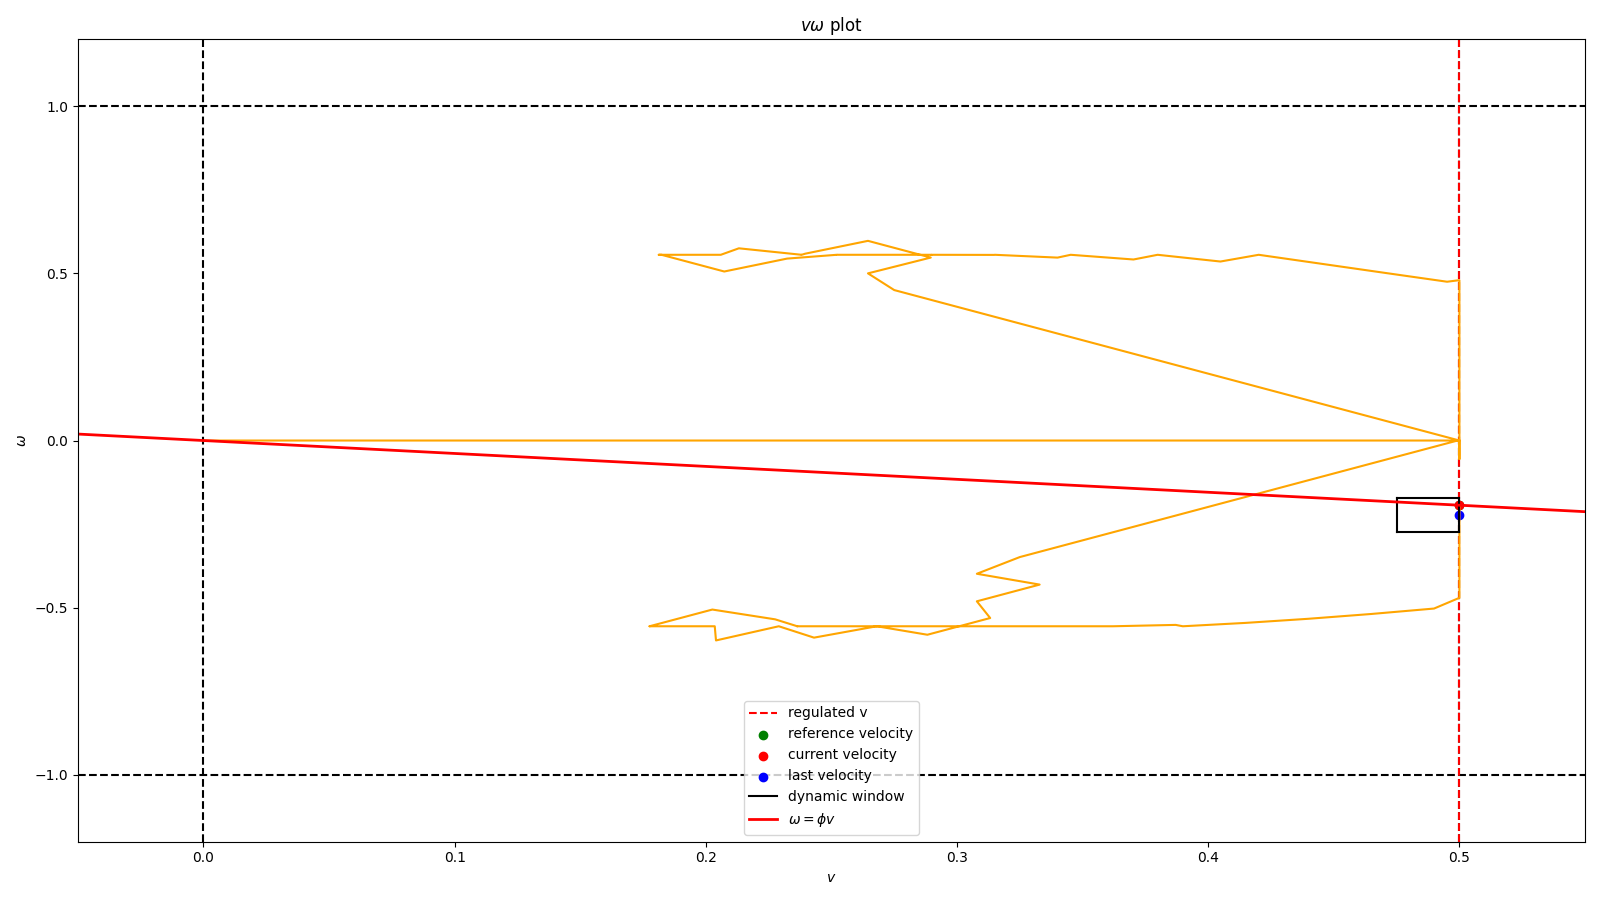 vω plot
1.0
0.5
0.0
−0.5
−1.0
ω
0.0 0.1 0.2 0.3 0.4 0.5
v
regulated v
reference velocity
current velocity
last velocity
dynamic window
ω = ϕv